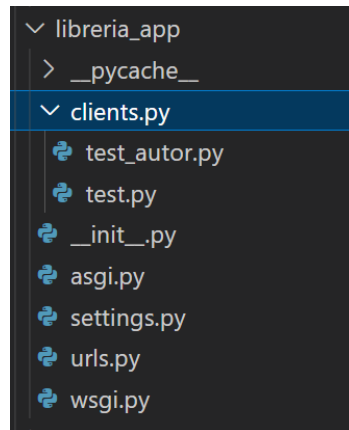 libreria_app
__pycache__
clients.py
test_autor.py
test.py
__init__.py
asgi.py
settings.py
urls.py
wsgi.py